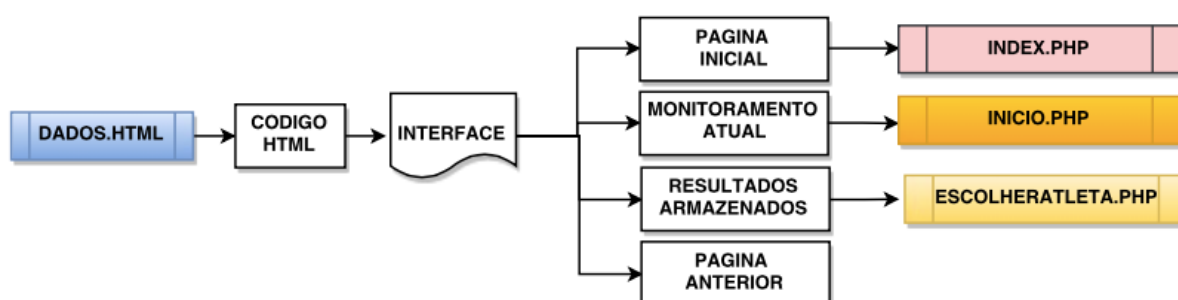 DADOS.HTML
CODIGO
HTML
INTERFACE
PAGINA
INICIAL
INDEX.PHP
MONITORAMENTO
ATUAL
INICIO.PHP
RESULTADOS
ARMAZENADOS
ESCOLHERATLETA.PHP
PAGINA
ANTERIOR